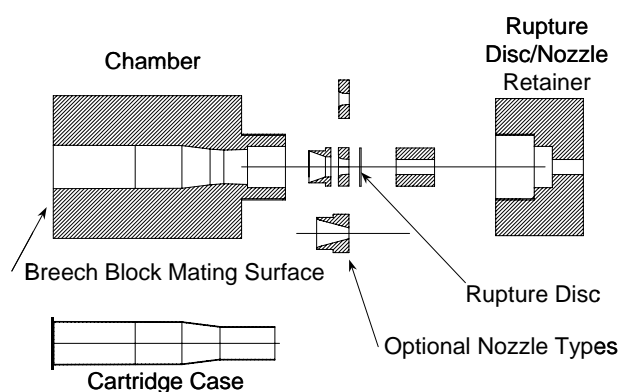 Chamber
Rupture
Disc/Nozzle
Retainer
Breech Block Mating Surface
Rupture Disc
Optional Nozzle Types
Cartridge Case